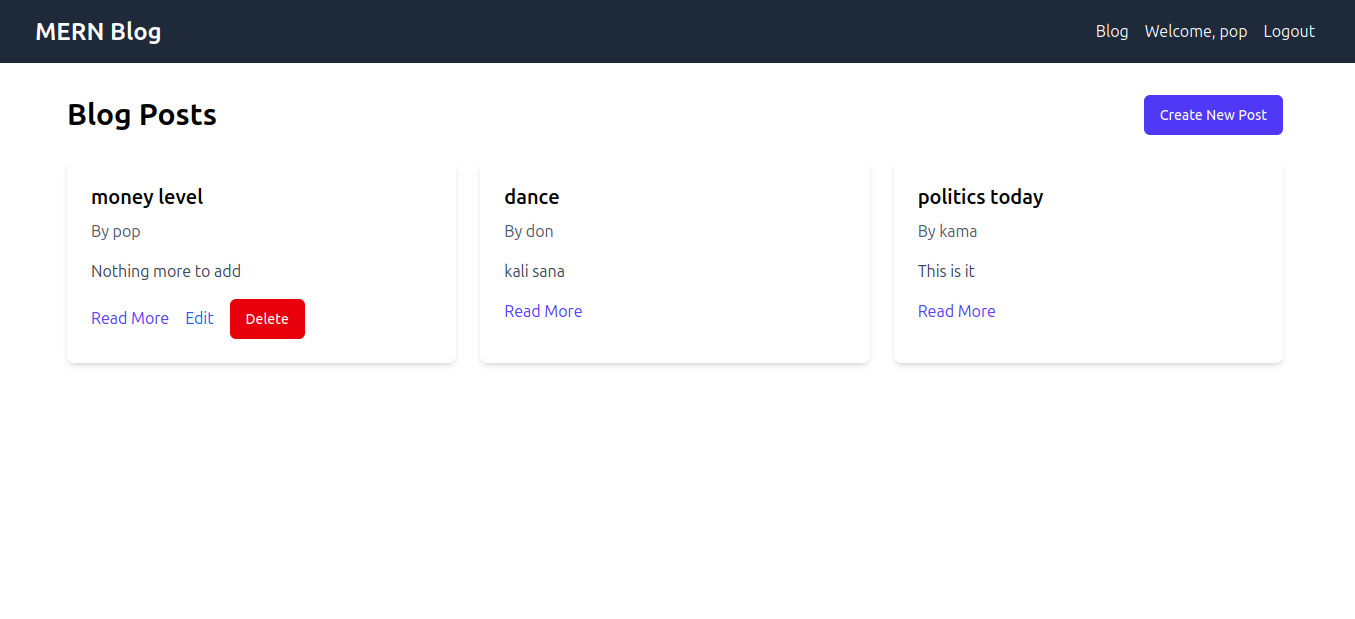 MERN Blog
Blog Welcome, pop Logout
Blog Posts
Create New Post
money level
By pop
Nothing more to add
Read More Edit Delete
dance
By don
kali sana
Read More
politics today
By kama
This is it
Read More